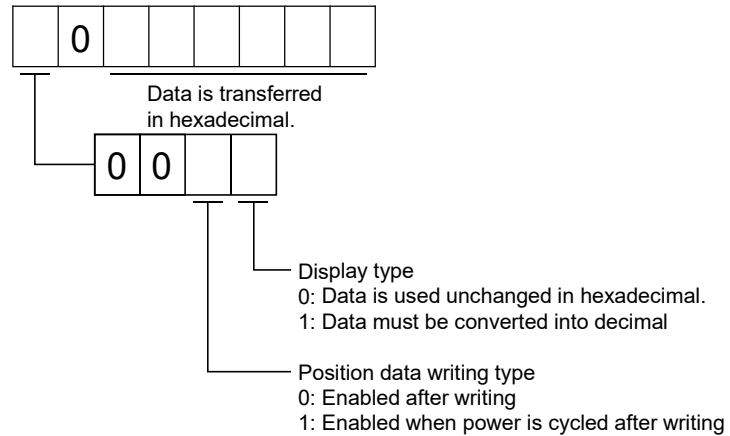 0
Data is transferred
in hexadecimal.
0 0
Display type
0: Data is used unchanged in hexadecimal.
1: Data must be converted into decimal
Position data writing type
0: Enabled after writing
1: Enabled when power is cycled after writing